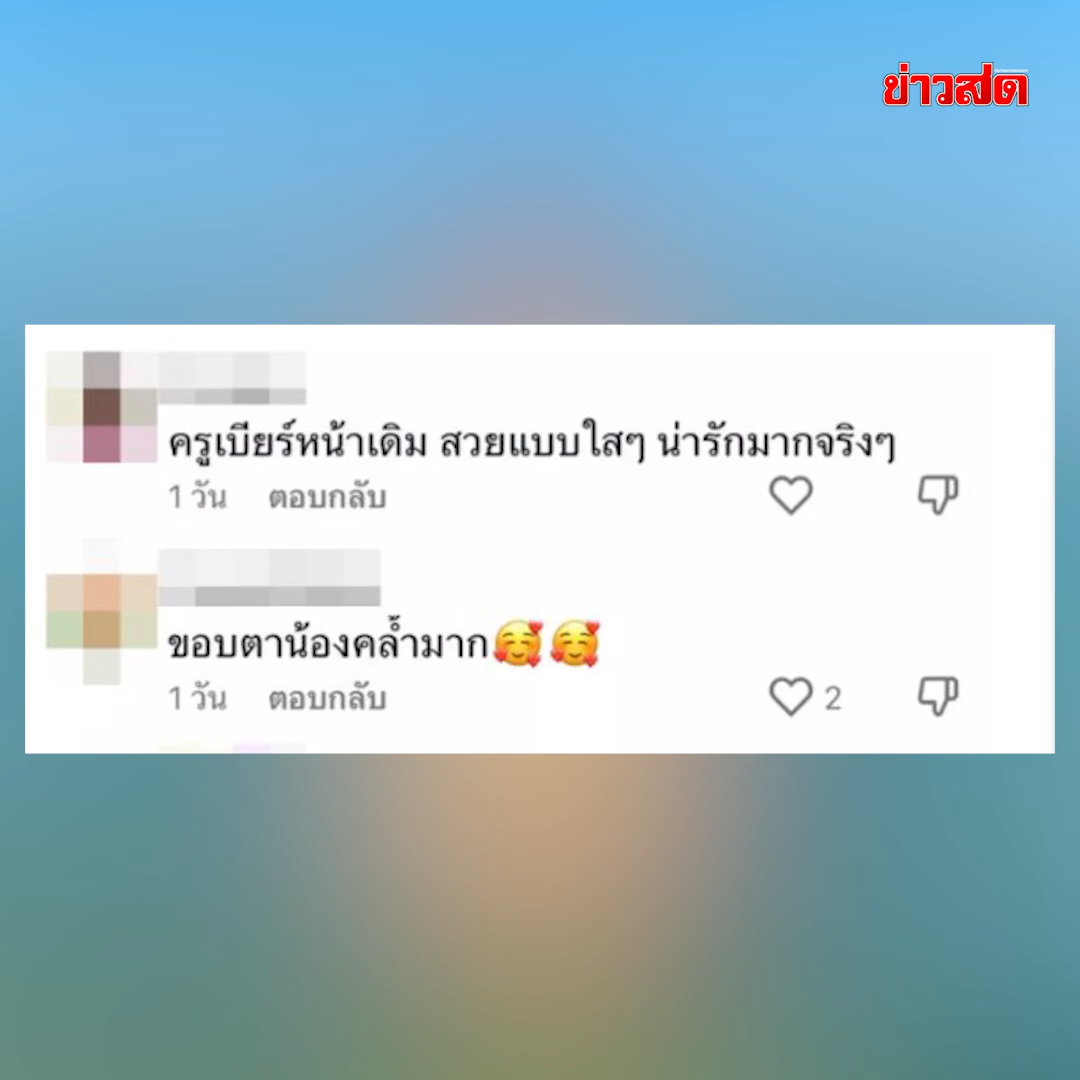 ข่าวสด
ครูเบียร์หน้าเดิม สวยแบบใสๆ น่ารักมากจริงๆ
1 วัน ตอบกลับ
ขอบตาน้องคล้ำมาก🥰🥰
1 วัน ตอบกลับ 2